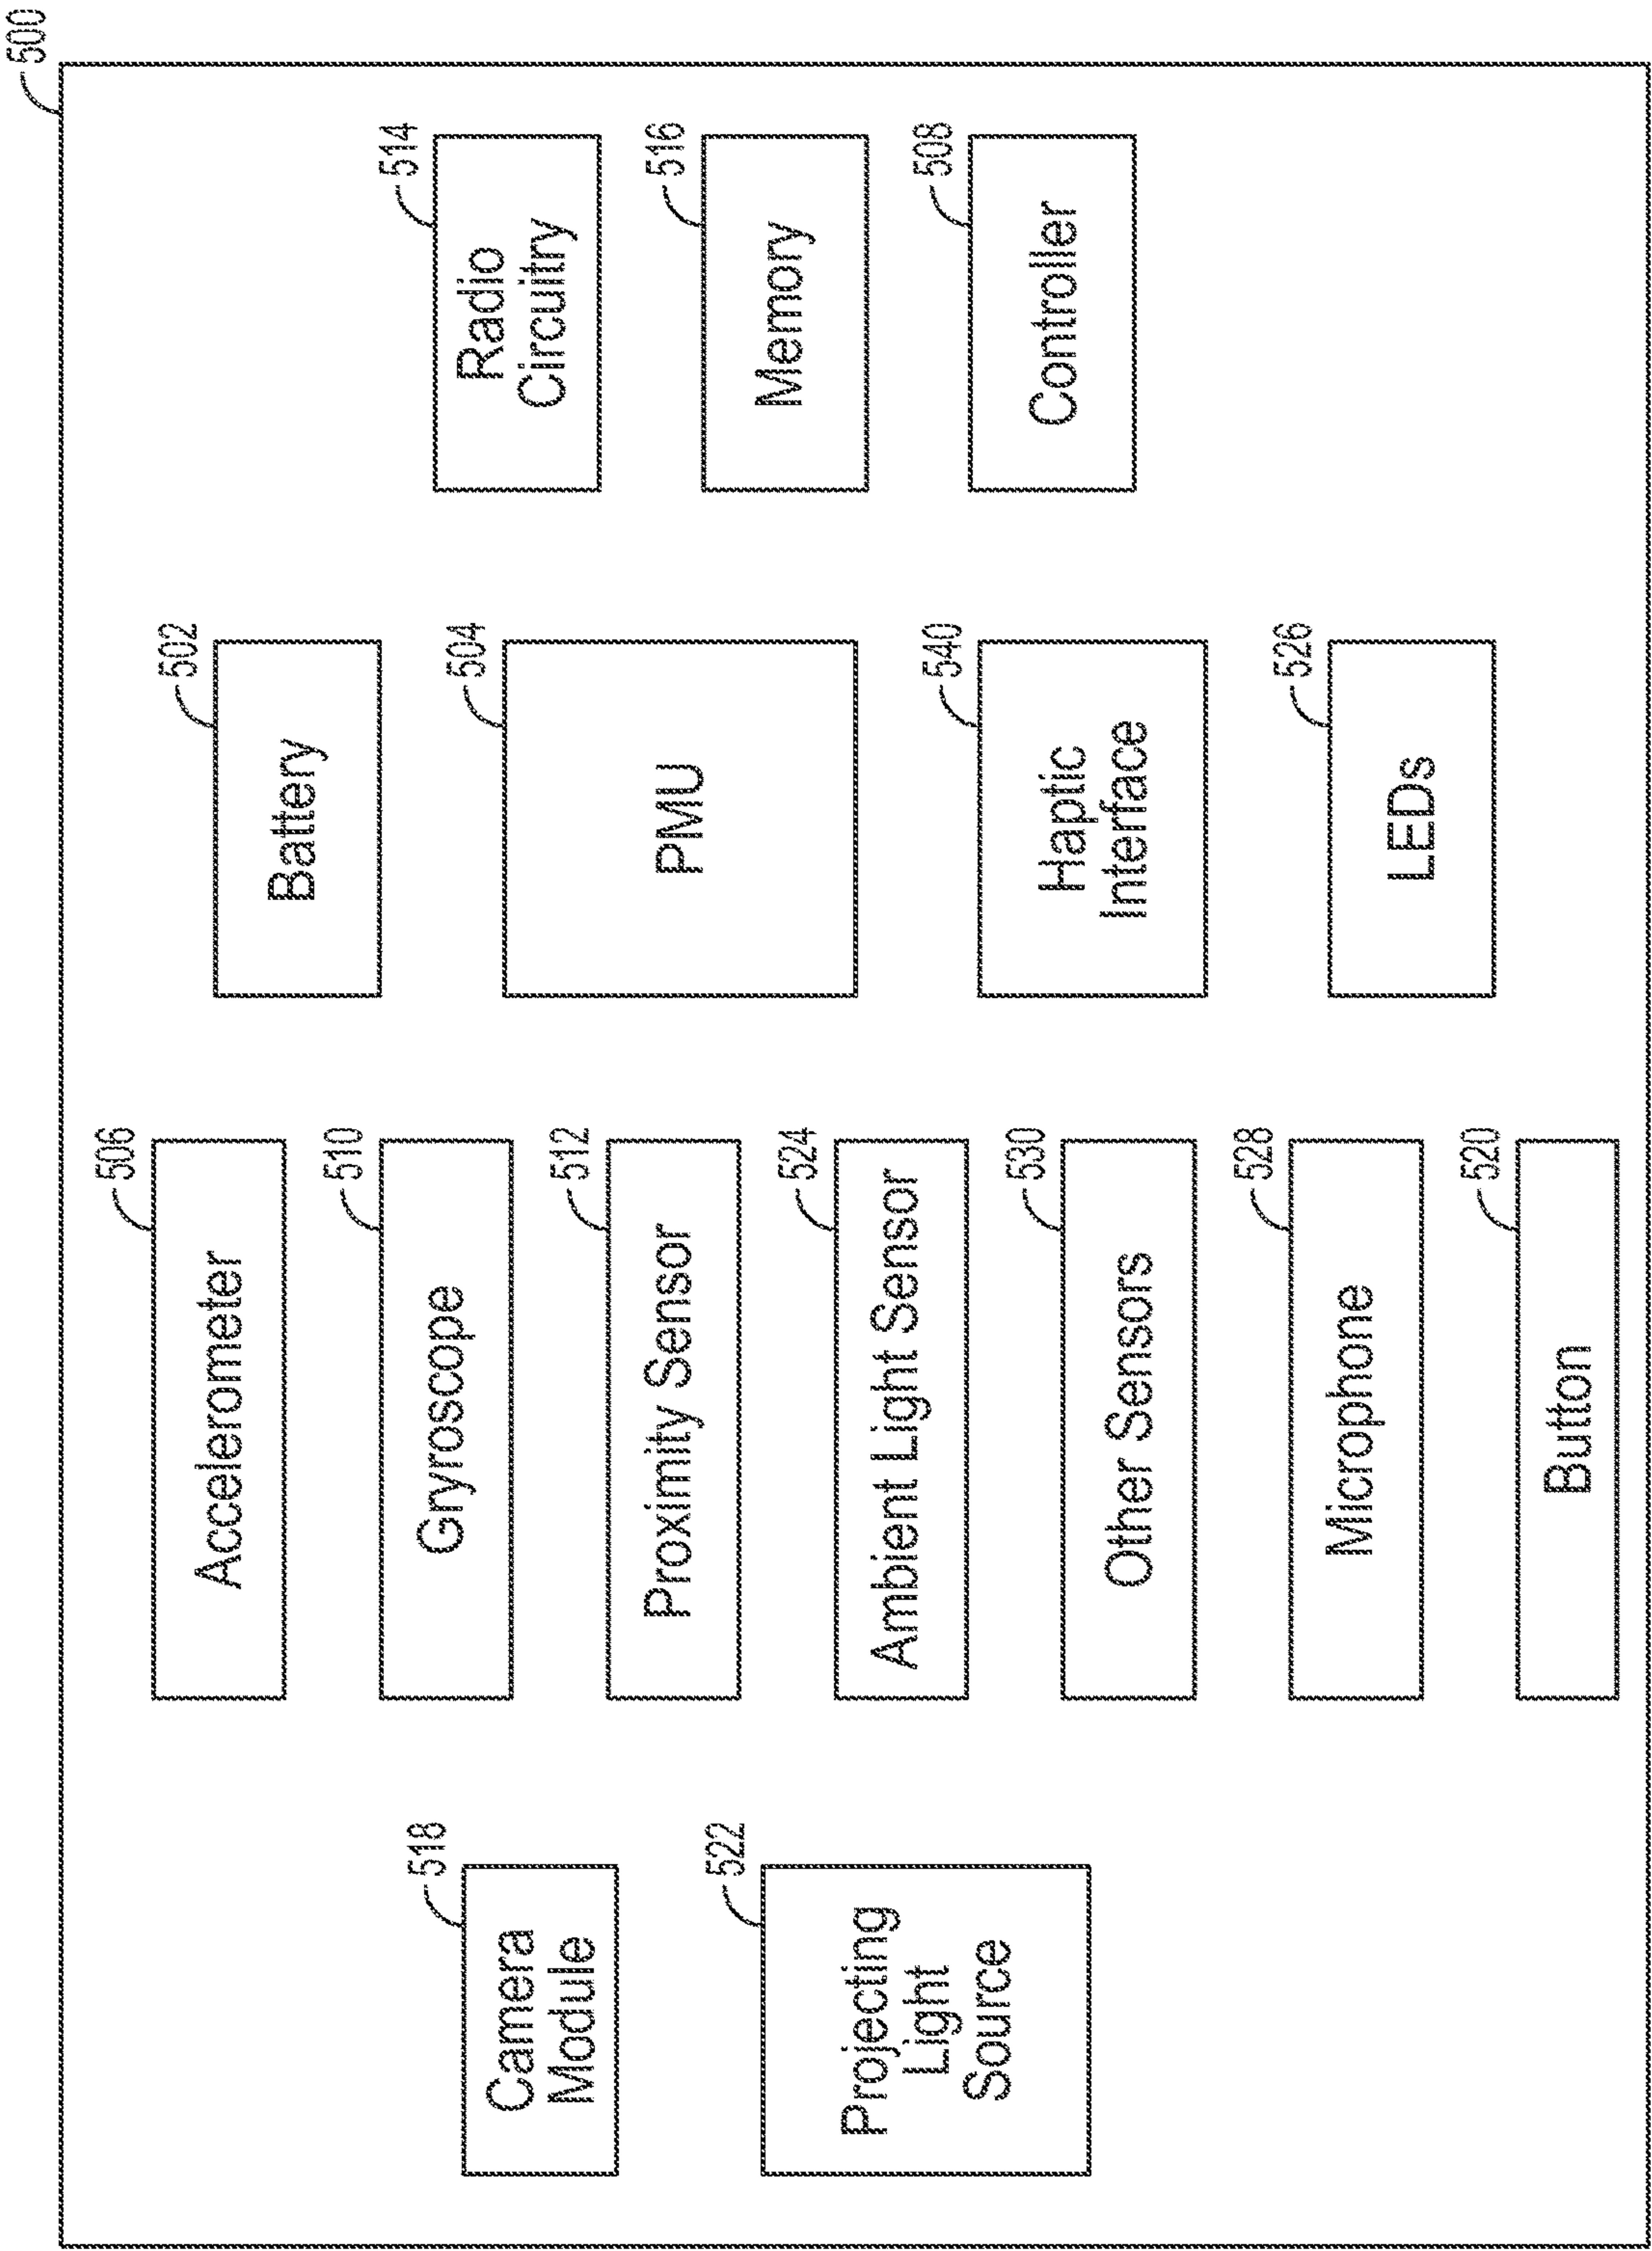 500
518
Camera
Module
522
Projecting
Light
Source
506
Accelerometer
510
Gryroscope
512
Proximity Sensor
524
Ambient Light Sensor
530
Other Sensors
528
Microphone
520
Button
502
Battery
504
PMU
540
Haptic
Interface
526
LEDs
514
Radio
Circuitry
516
Memory
508
Controller